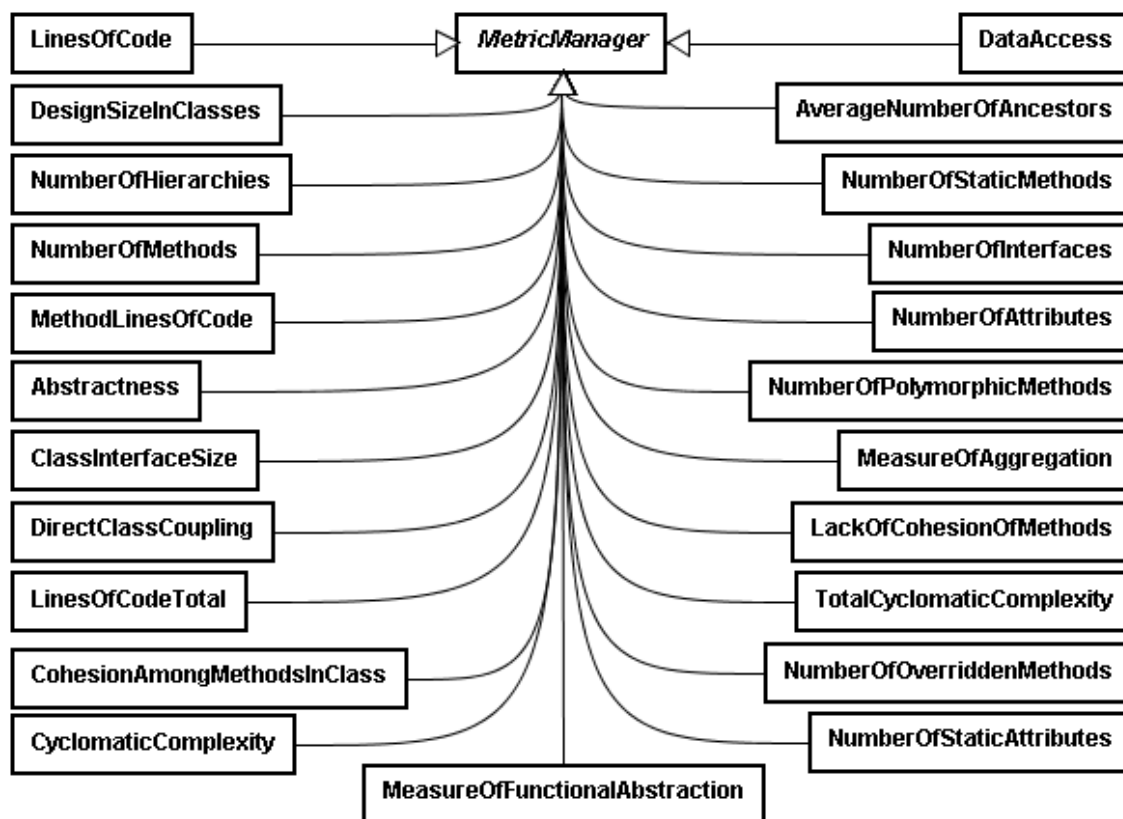 LinesOfCode
MetricManager
DataAccess
DesignSizeInClasses
AverageNumberOfAncestors
NumberOfHierarchies
NumberOfStaticMethods
NumberOfMethods
NumberOfInterfaces
MethodLinesOfCode
NumberOfAttributes
Abstractness
NumberOfPolymorphicMethods
ClassInterfaceSize
MeasureOfAggregation
DirectClassCoupling
LackOfCohesionOfMethods
LinesOfCodeTotal
TotalCyclomaticComplexity
CohesionAmongMethodsInClass
NumberOfOverriddenMethods
CyclomaticComplexity
NumberOfStaticAttributes
MeasureOfFunctionalAbstraction